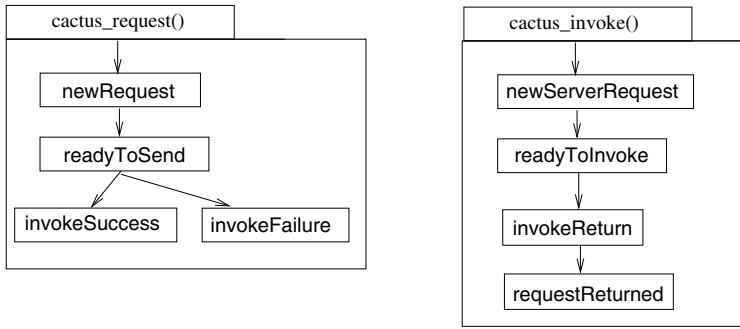 cactus_request()
newRequest
readyToSend
invokeSuccess
invokeFailure
cactus_invoke()
newServerRequest
readyToInvoke
invokeReturn
requestReturned